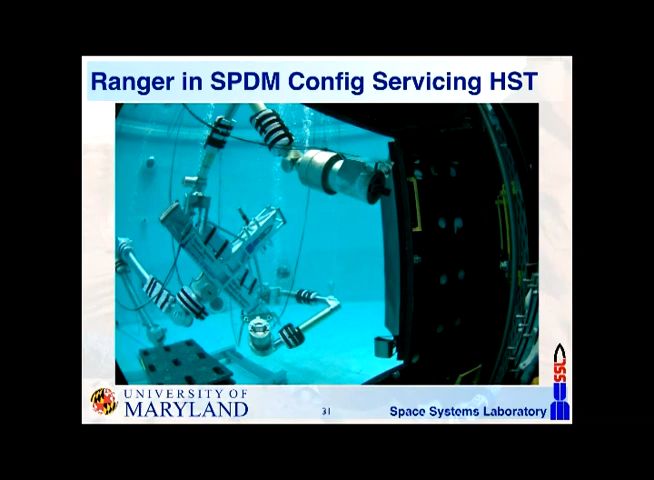 Ranger in SPDM Config Servicing HST
UNIVERSITY OF
MARYLAND
31
Space Systems Laboratory
SSL